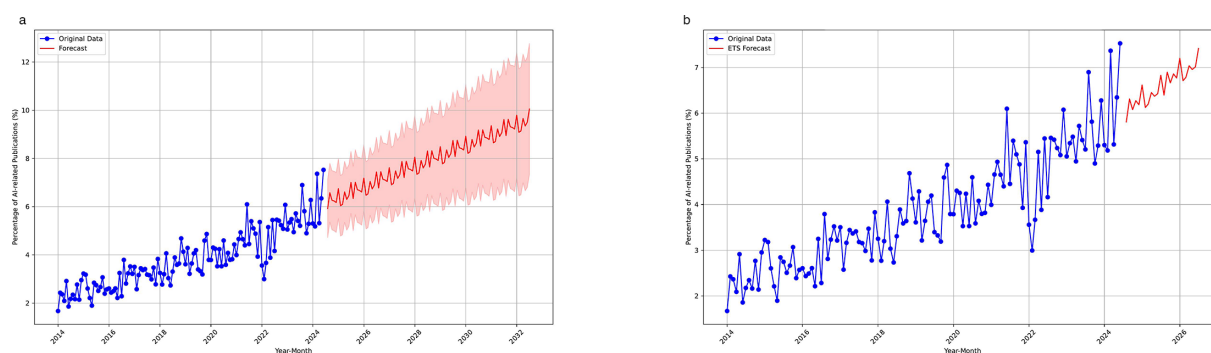 a
Original Data
Forecast
Percentage of AI-related Publications (%)
12
10
8
6
4
2
2014
2016
2018
2020
2022
2024
2026
2028
2030
2032
Year-Month
b
Original Data
ETS Forecast
Percentage of AI-related Publications (%)
7
6
5
4
3
2
2014
2016
2018
2020
2022
2024
2026
Year-Month